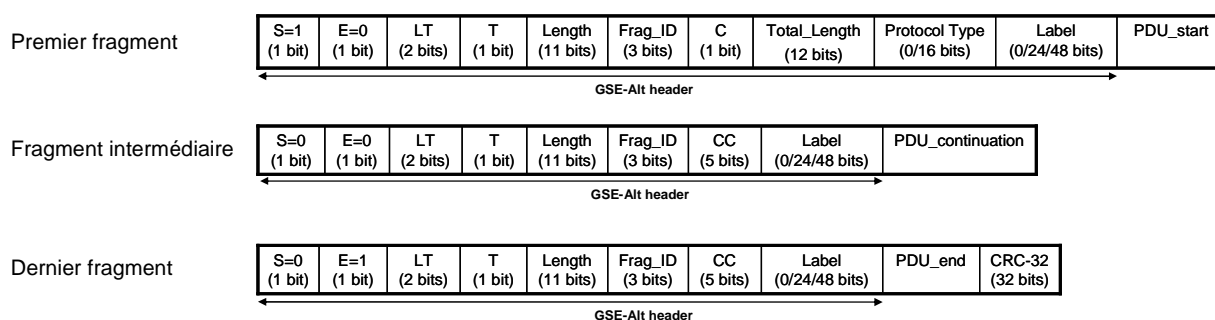 Premier fragment
S=1 E=0 LT T Length Frag_ID C Total_Length Protocol Type Label PDU_start
(1 bit) (1 bit) (2 bits) (1 bit) (11 bits) (3 bits) (1 bit) (12 bits) (0/16 bits) (0/24/48 bits)
GSE-Alt header
Fragment intermédiaire
S=0 E=0 LT T Length Frag_ID CC Label PDU_continuation
(1 bit) (1 bit) (2 bits) (1 bit) (11 bits) (3 bits) (5 bits) (0/24/48 bits)
GSE-Alt header
Dernier fragment
S=0 E=1 LT T Length Frag_ID CC Label PDU_end CRC-32
(1 bit) (1 bit) (2 bits) (1 bit) (11 bits) (3 bits) (5 bits) (0/24/48 bits) (32 bits)
GSE-Alt header